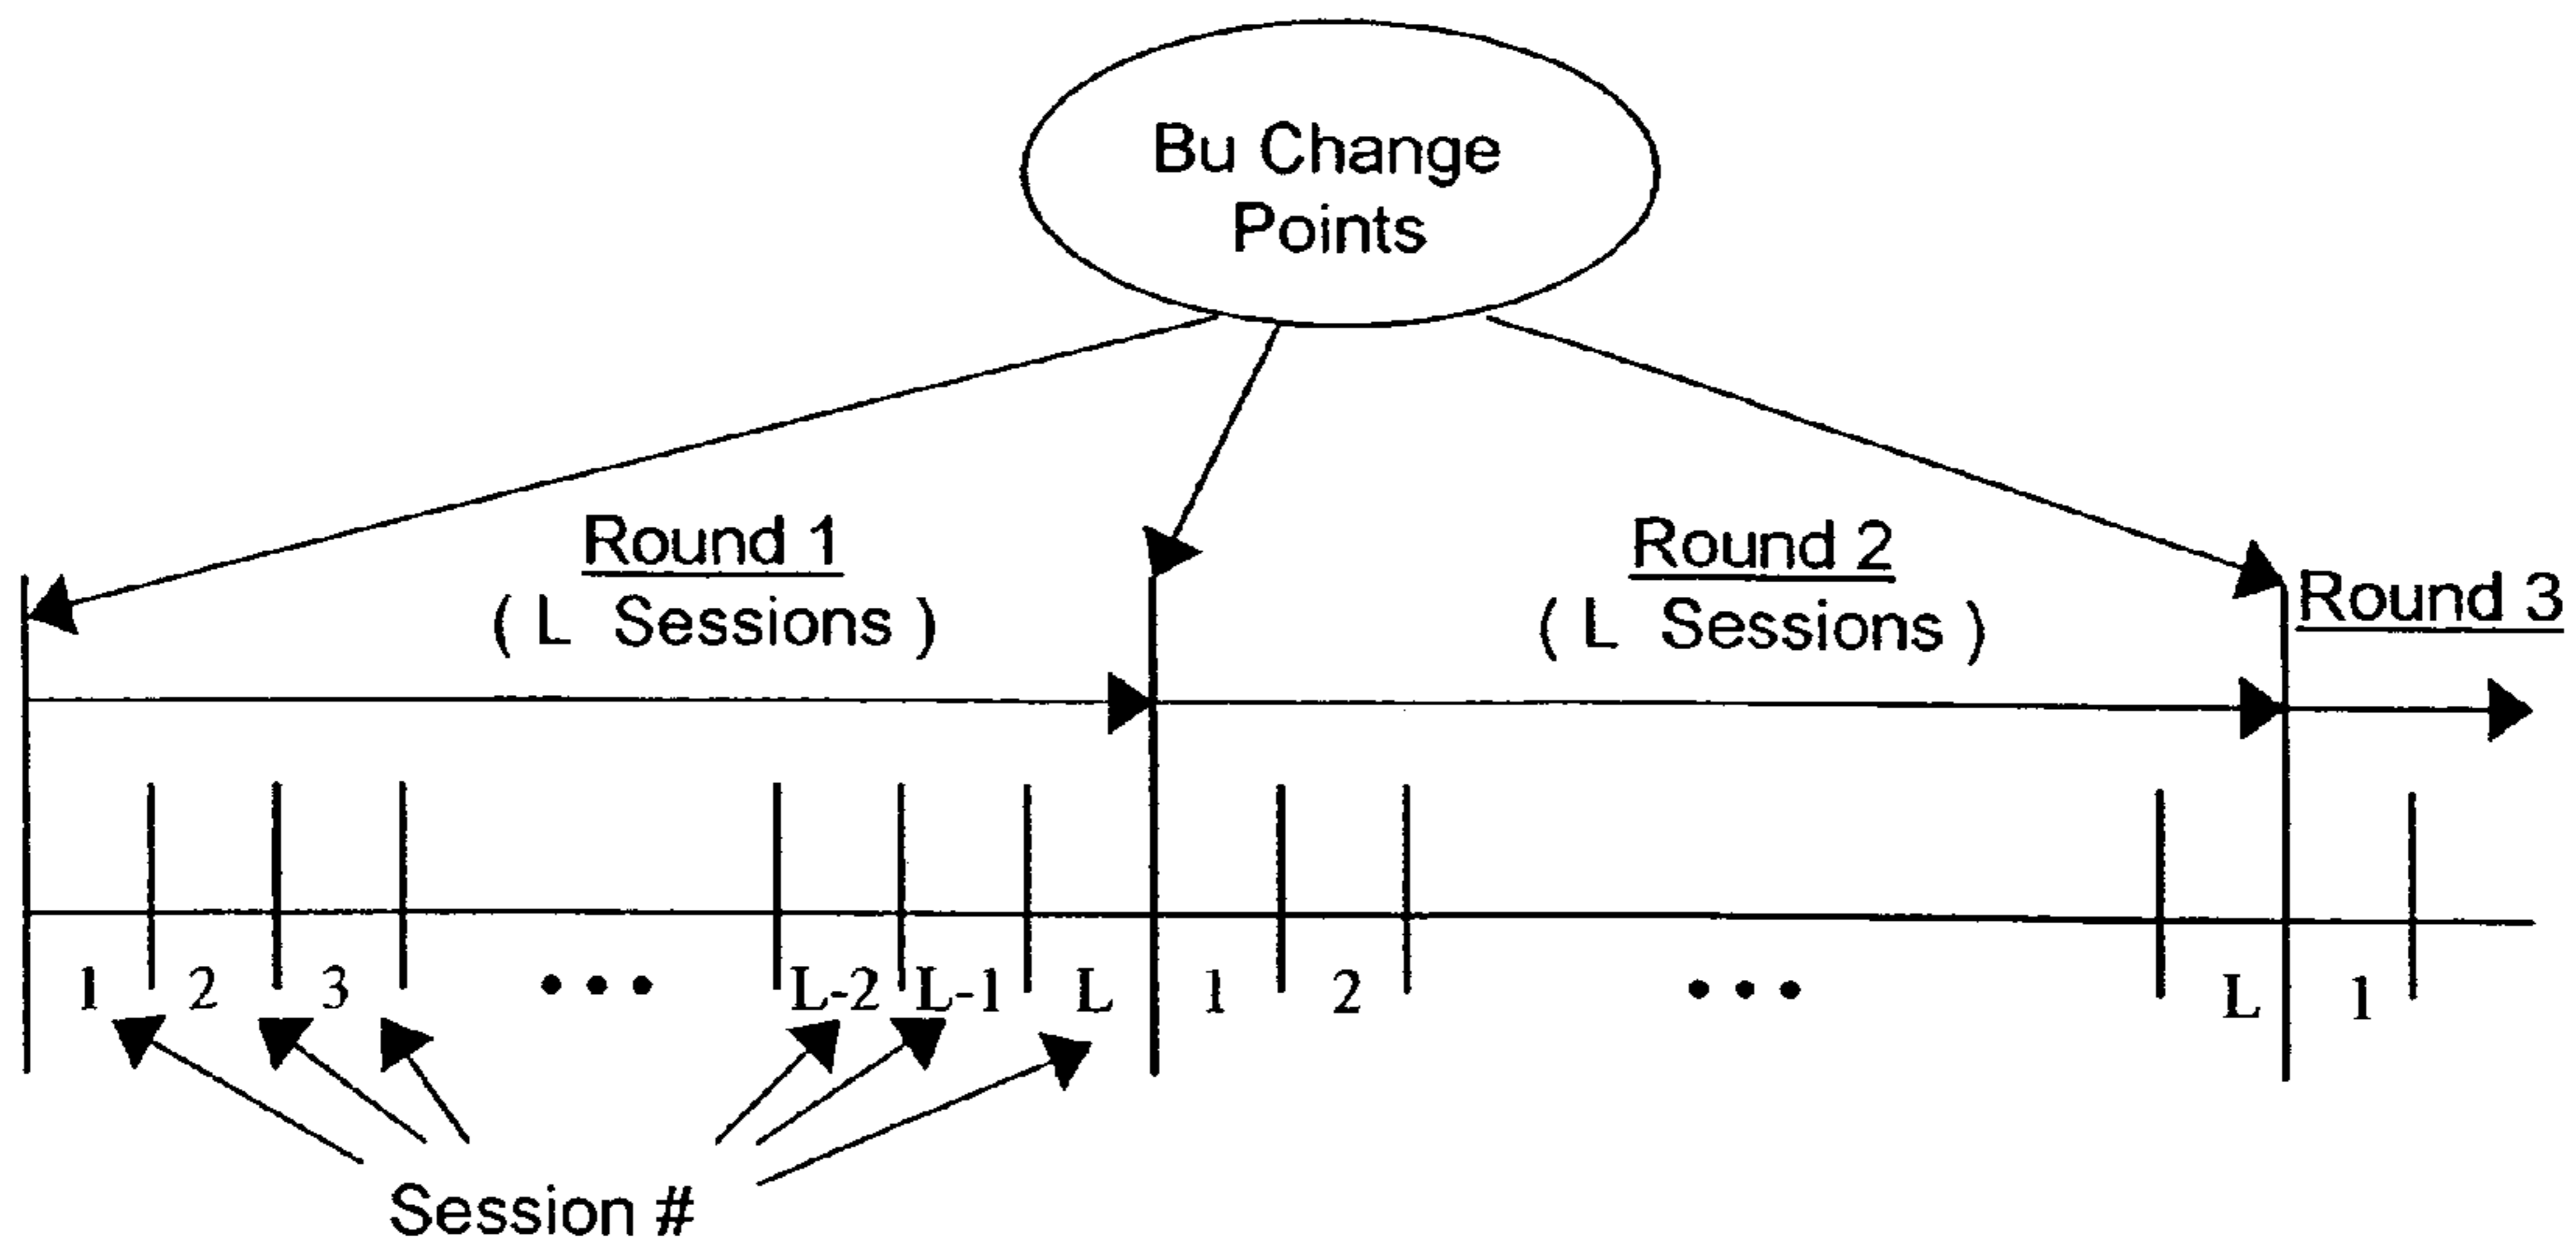 Bu Change
Points
Round 1
( L Sessions )
Round 2
( L Sessions )
Round 3
1 2 3 • • • L-2 L-1 L 1 2 • • • L 1
Session #